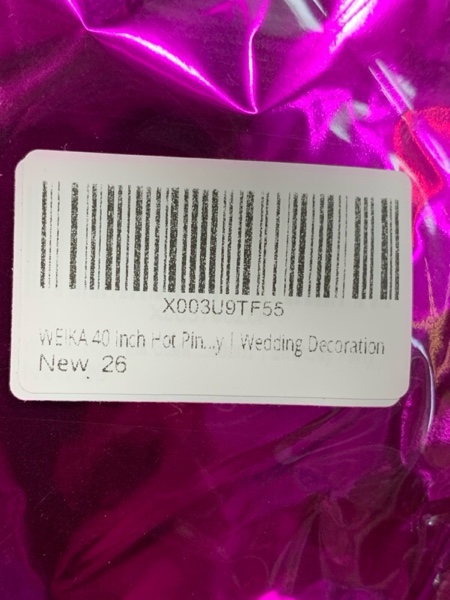 X003U9TF55
WEIKA 40 Inch Hot Pin...y | Wedding Decoration
New 26